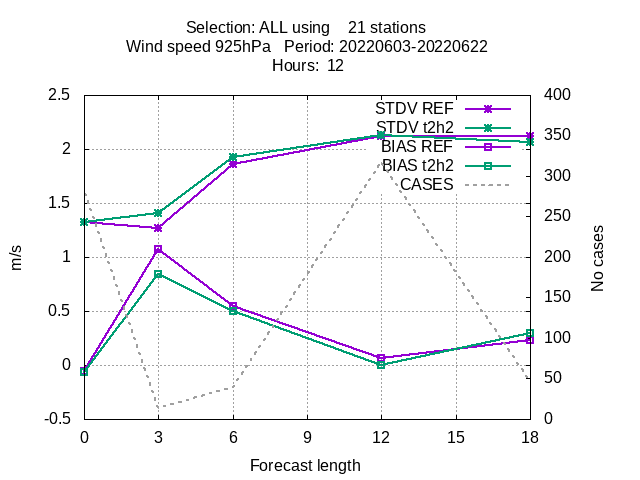 Selection: ALL using    21 stations
Wind speed 925hPa   Period: 20220603-20220622
Hours:  12
2.5
2
1.5
1
0.5
0
-0.5
m/s
STDV REF
STDV t2h2
BIAS REF
BIAS t2h2
CASES
400
350
300
250
200
150
100
50
0
No cases
0 3 6 9 12 15 18
Forecast length